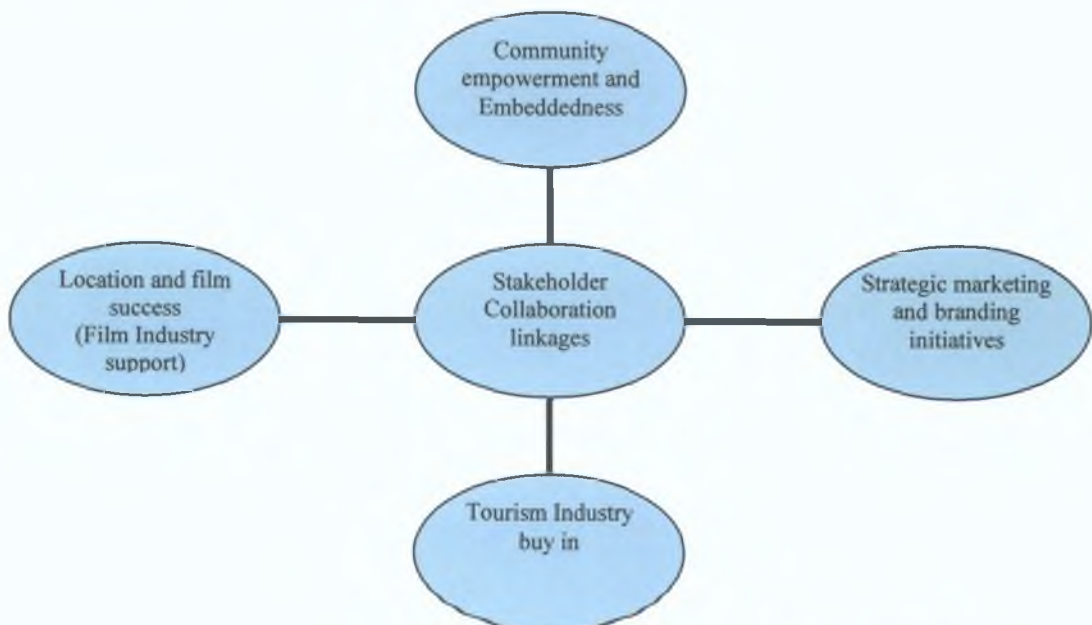 Community
empowerment and
Embeddedness
Location and film
success
(Film Industry
support)
Stakeholder
Collaboration
linkages
Strategic marketing
and branding
initiatives
Tourism Industry
buy in